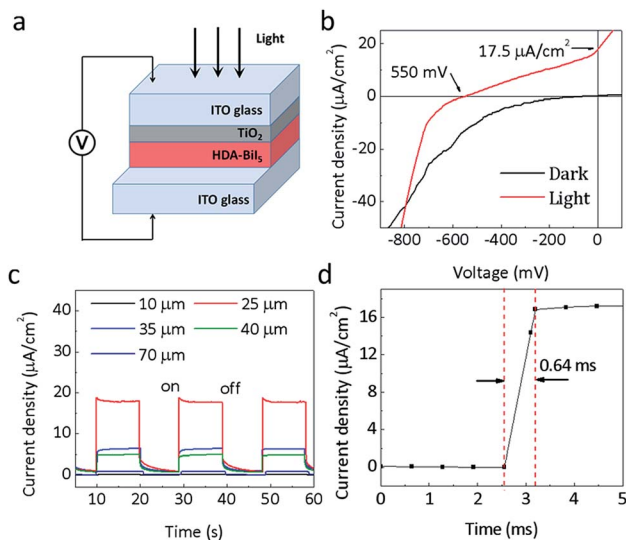 a
Light
ITO glass
TiO2
HDA-BiI5
ITO glass
V
b
Current density (μA/cm²)
20
0
-20
-40
17.5 μA/cm²
550 mV
Dark
Light
-800 -600 -400 -200 0
Voltage (mV)
c
Current density (μA/cm²)
40
30
20
10
0
10 μm 25 μm
35 μm 40 μm
70 μm
on off
10 20 30 40 50 60
Time (s)
d
Current density (μA/cm²)
16
12
8
4
0
0.64 ms
0 1 2 3 4 5
Time (ms)